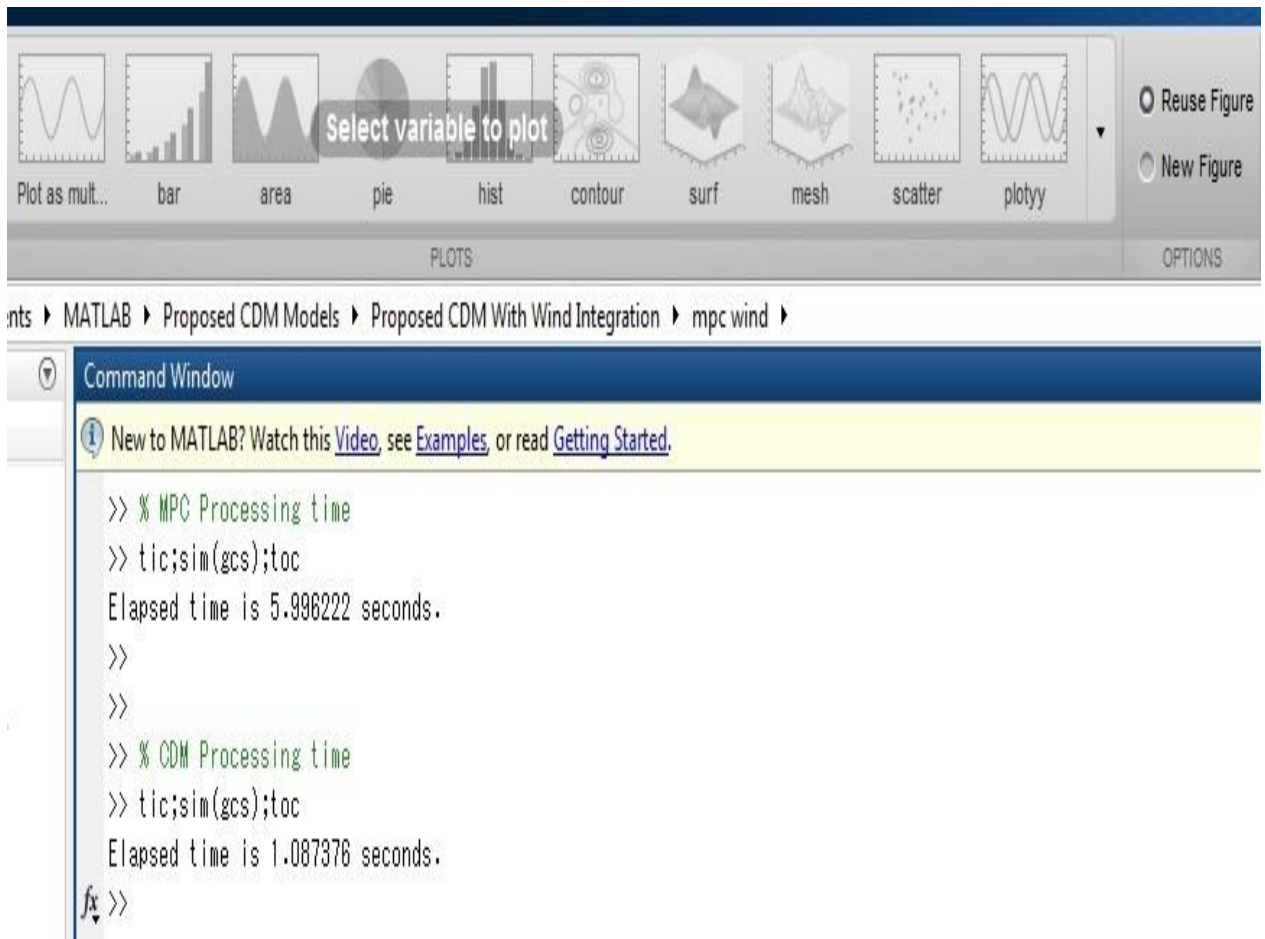 Select variable to plot
Reuse Figure
New Figure
Plot as mult... bar area pie hist contour surf mesh scatter plotyy
PLOTS OPTIONS
ents ▸ MATLAB ▸ Proposed CDM Models ▸ Proposed CDM With Wind Integration ▸ mpc wind ▸
Command Window
New to MATLAB? Watch this Video, see Examples, or read Getting Started.
>> % MPC Processing time
>> tic;sim(gcs);toc
Elapsed time is 5.996222 seconds.
>>
>>
>> % CDM Processing time
>> tic;sim(gcs);toc
Elapsed time is 1.087376 seconds.
fx >>